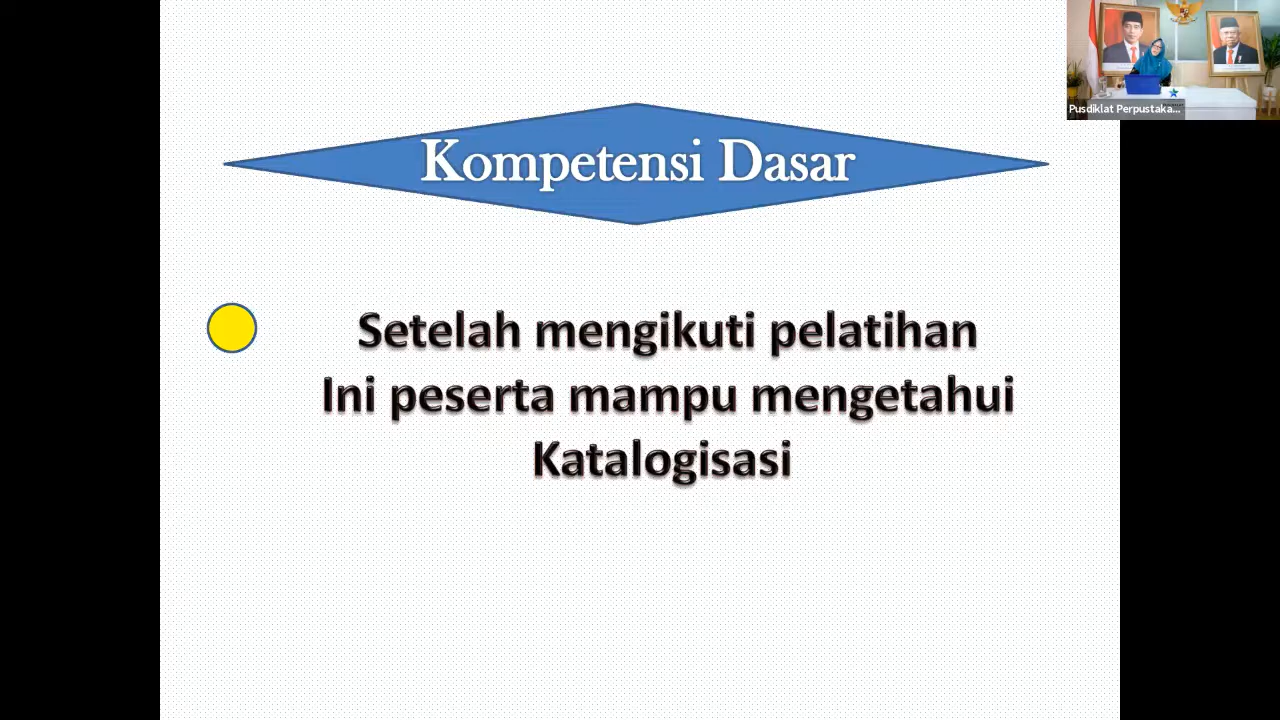 Kompetensi Dasar
Setelah mengikuti pelatihan
Ini peserta mampu mengetahui
Katalogisasi
Pusdiklat Perpustaka...